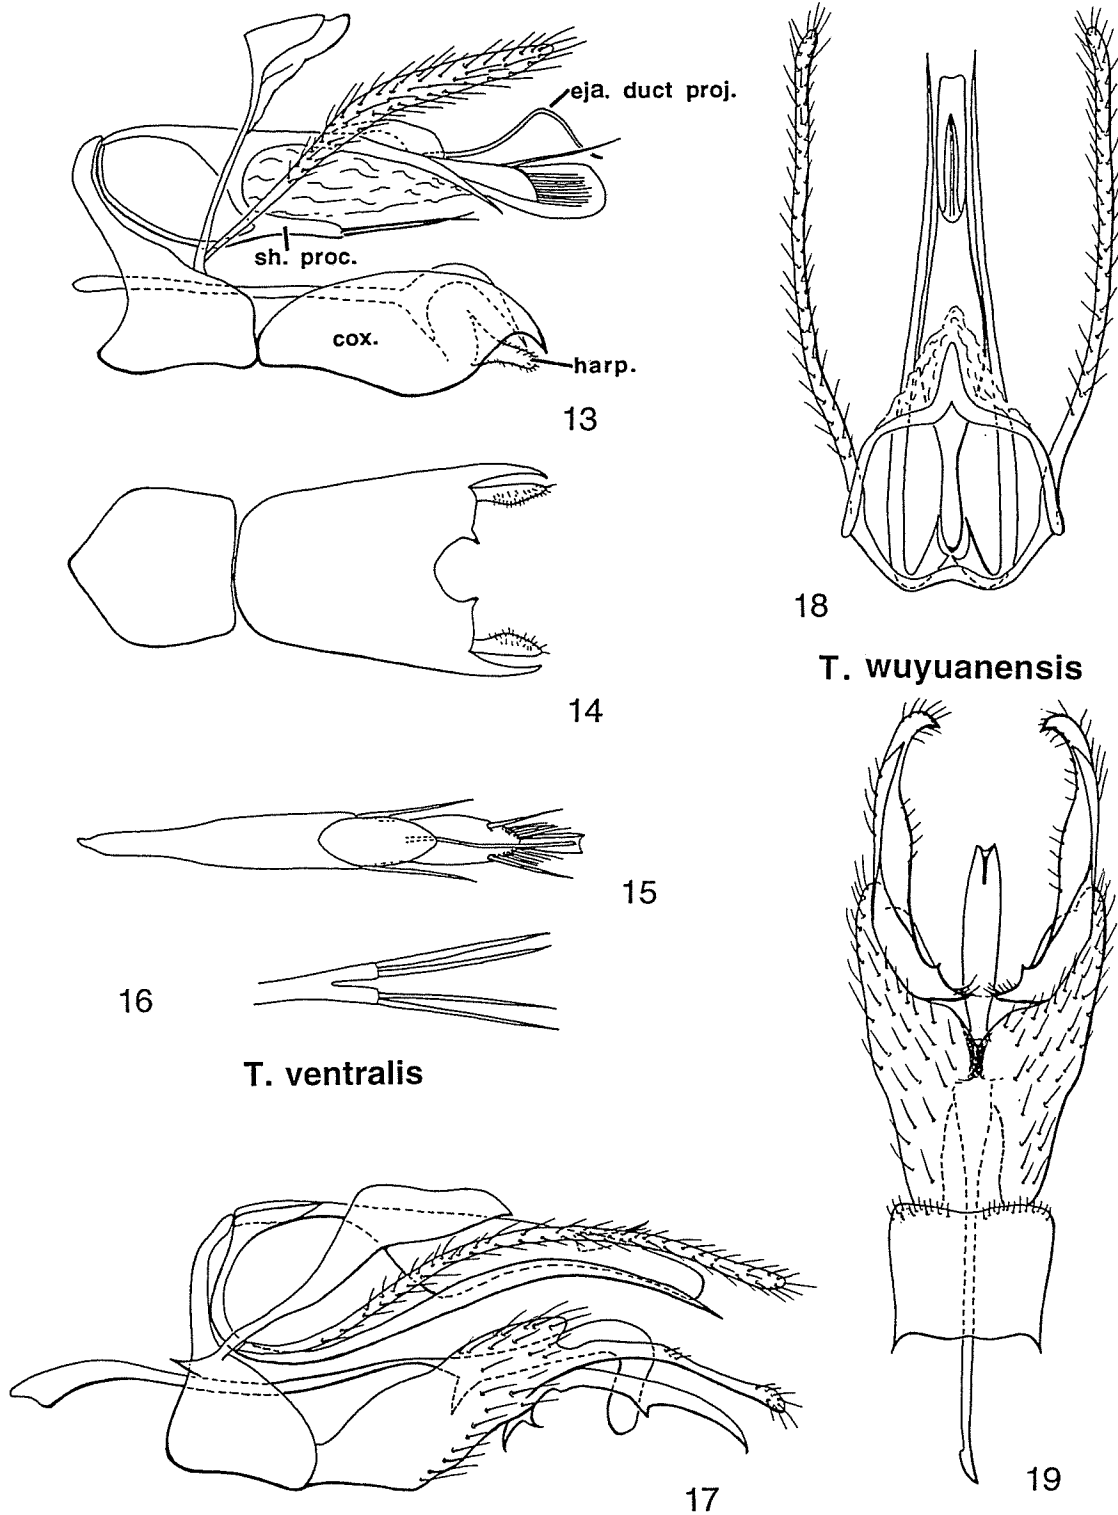 eja. duct proj.
sh. proc.
cox.
harp.
13
14
15
16
T. ventralis
18
T. wuyuanensis
17
19